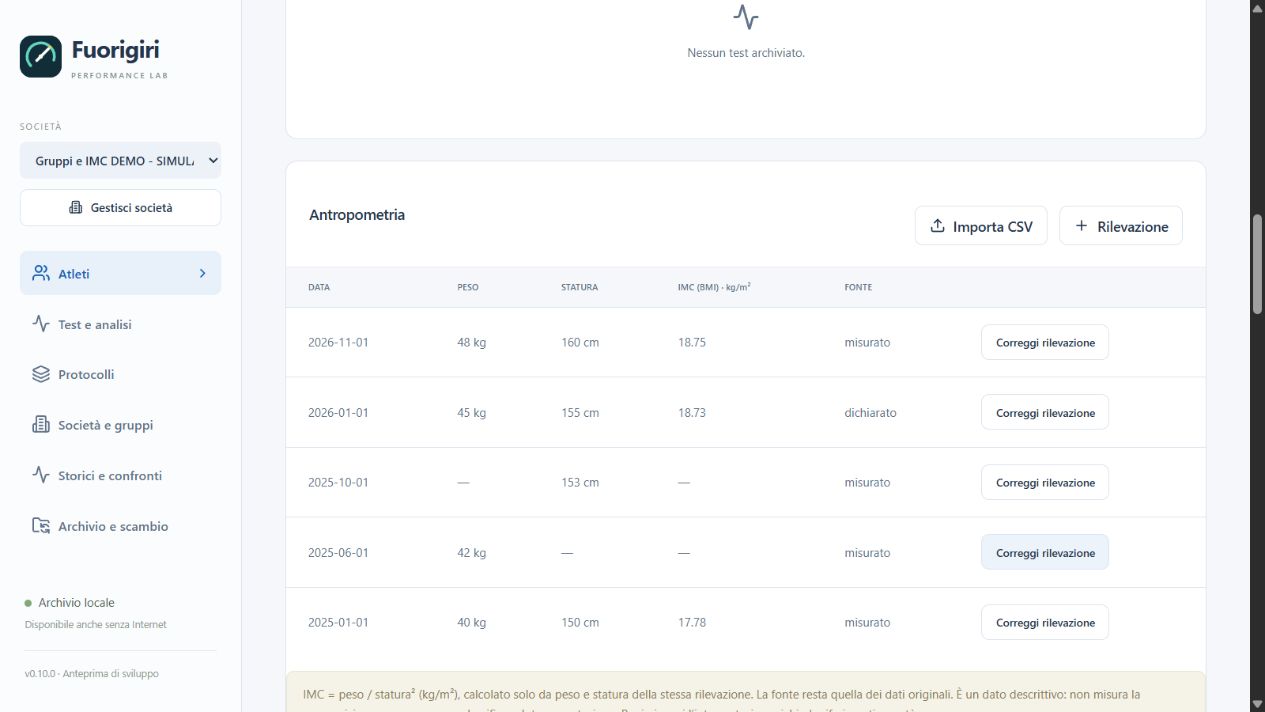 Fuorigiri
PERFORMANCE LAB
SOCIETÀ
Gruppi e IMC DEMO - SIMUL
Gestisci società
Atleti
Test e analisi
Protocolli
Società e gruppi
Storici e confronti
Archivio e scambio
Archivio locale
Disponibile anche senza Internet
v0.10.0 · Anteprima di sviluppo
Nessun test archiviato.
Antropometria
Importa CSV
Rilevazione
DATA PESO STATURA IMC (BMI) · kg/m² FONTE
2026-11-01 48 kg 160 cm 18.75 misurato Correggi rilevazione
2026-01-01 45 kg 155 cm 18.73 dichiarato Correggi rilevazione
2025-10-01 — 153 cm — misurato Correggi rilevazione
2025-06-01 42 kg — — misurato Correggi rilevazione
2025-01-01 40 kg 150 cm 17.78 misurato Correggi rilevazione
IMC = peso / statura² (kg/m²), calcolato solo da peso e statura della stessa rilevazione. La fonte resta quella dei dati originali. È un dato descrittivo: non misura la